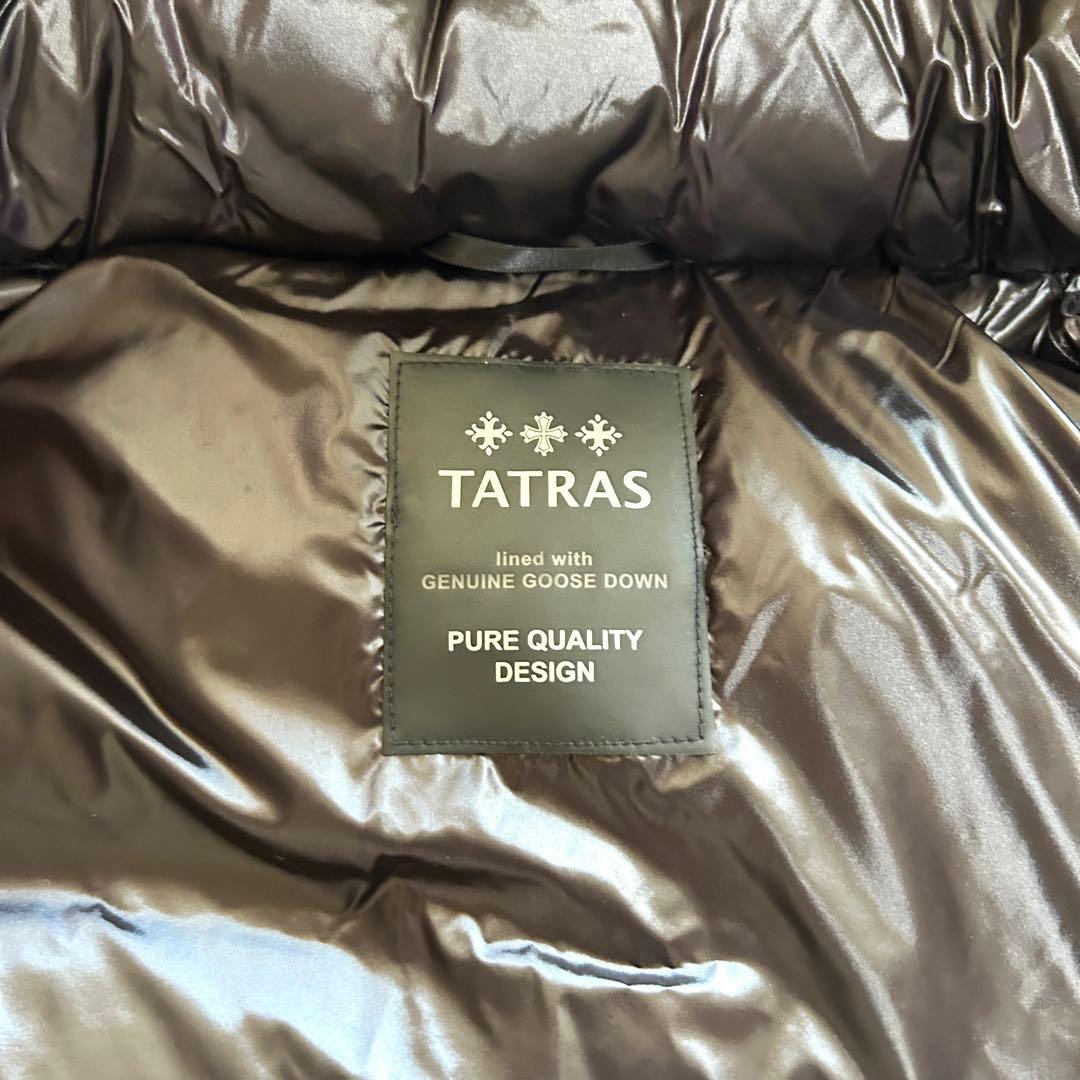 TATRAS
lined with
GENUINE GOOSE DOWN
PURE QUALITY
DESIGN